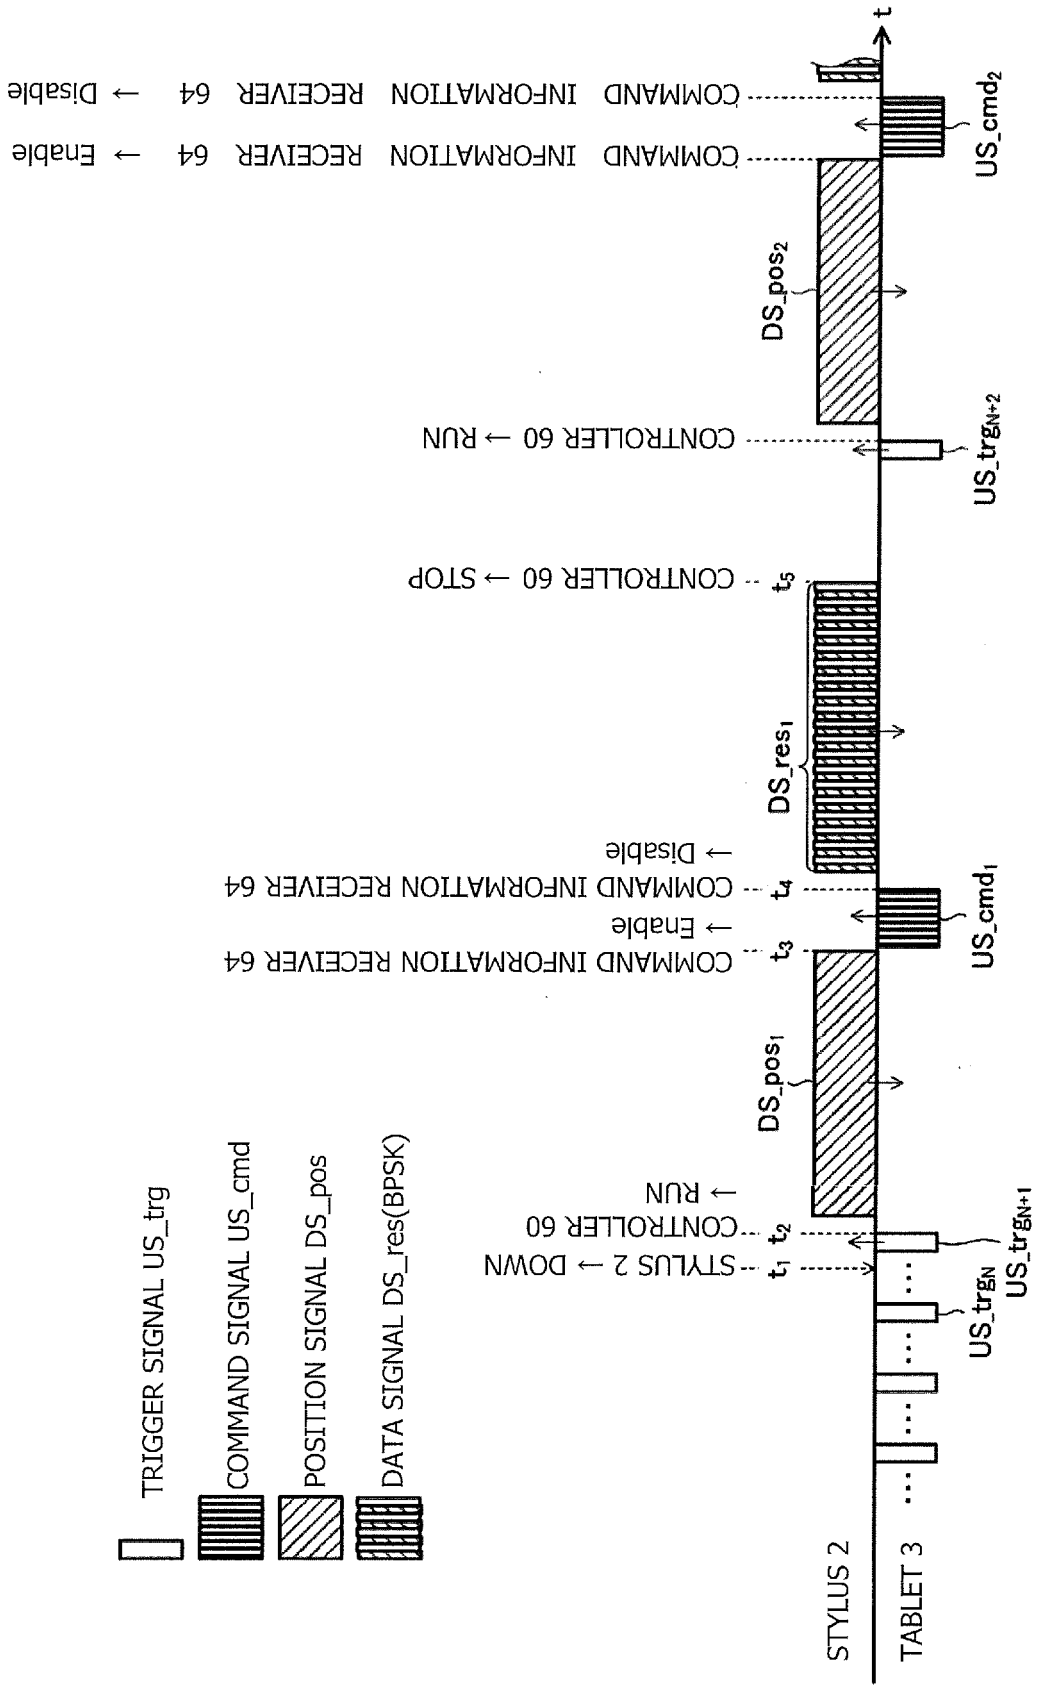 TRIGGER SIGNAL US_trg
COMMAND SIGNAL US_cmd
POSITION SIGNAL DS_pos
DATA SIGNAL DS_res(BPSK)
STYLUS 2 → DOWN
CONTROLLER 60
→ RUN
COMMAND INFORMATION RECEIVER 64
→ Enable
COMMAND INFORMATION RECEIVER 64
→ Disable
CONTROLLER 60 → STOP
CONTROLLER 60 → RUN
COMMAND INFORMATION RECEIVER 64 → Enable
COMMAND INFORMATION RECEIVER 64 → Disable
t₁
t₂
t₃
t₄
t₅
DS_pos₁
DS_res₁
DS_pos₂
STYLUS 2
t
TABLET 3
US_trg_N
US_trg_N+1
US_cmd₁
US_trg_N+2
US_cmd₂